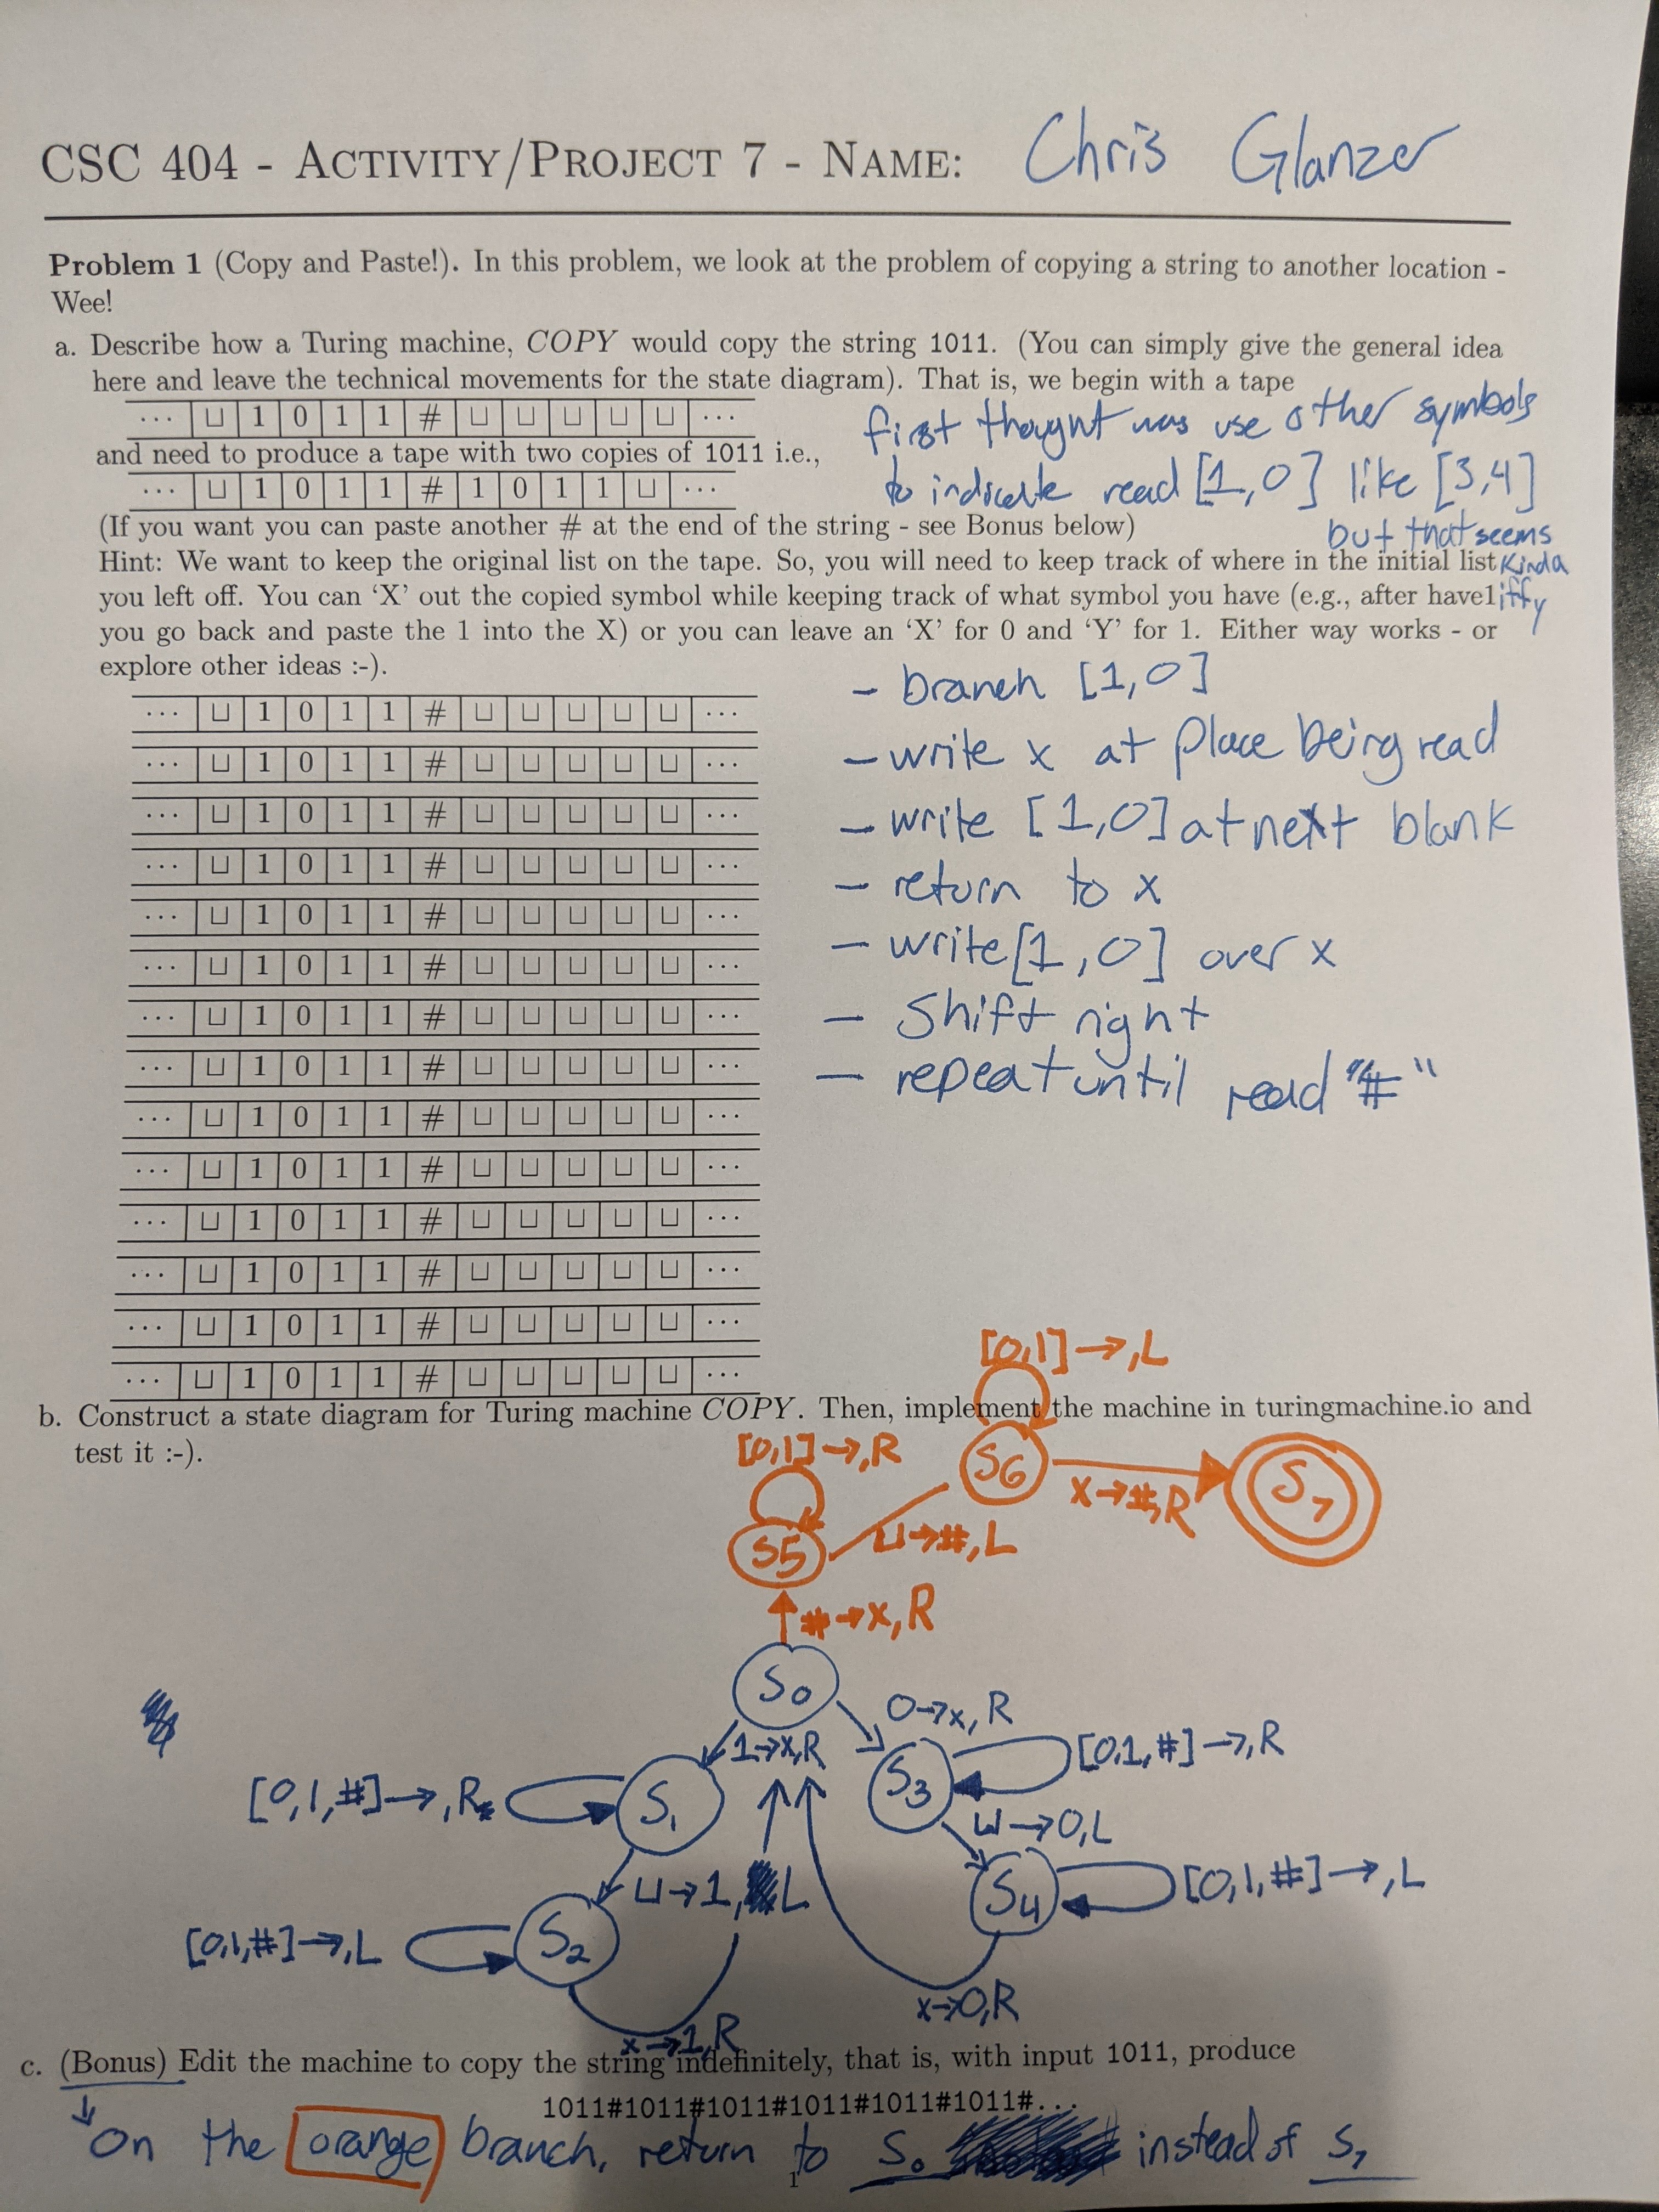 CSC 404 - ACTIVITY/PROJECT 7 - NAME: Chris Glanzer
Problem 1 (Copy and Paste!). In this problem, we look at the problem of copying a string to another location -
Wee!
a. Describe how a Turing machine, COPY would copy the string 1011. (You can simply give the general idea
here and leave the technical movements for the state diagram). That is, we begin with a tape
··· ⊔ 1 0 1 1 # ⊔ ⊔ ⊔ ⊔ ⊔ ···
and need to produce a tape with two copies of 1011 i.e.,
··· ⊔ 1 0 1 1 # 1 0 1 1 ⊔ ···
(If you want you can paste another # at the end of the string - see Bonus below)
Hint: We want to keep the original list on the tape. So, you will need to keep track of where in the initial list
you left off. You can ‘X’ out the copied symbol while keeping track of what symbol you have (e.g., after have1
you go back and paste the 1 into the X) or you can leave an ‘X’ for 0 and ‘Y’ for 1. Either way works - or
explore other ideas :-).
first thought was use other symbols
to indicate read [1,0] like [3,4]
but that seems
kinda
iffy
··· ⊔ 1 0 1 1 # ⊔ ⊔ ⊔ ⊔ ⊔ ···
··· ⊔ 1 0 1 1 # ⊔ ⊔ ⊔ ⊔ ⊔ ···
··· ⊔ 1 0 1 1 # ⊔ ⊔ ⊔ ⊔ ⊔ ···
··· ⊔ 1 0 1 1 # ⊔ ⊔ ⊔ ⊔ ⊔ ···
··· ⊔ 1 0 1 1 # ⊔ ⊔ ⊔ ⊔ ⊔ ···
··· ⊔ 1 0 1 1 # ⊔ ⊔ ⊔ ⊔ ⊔ ···
··· ⊔ 1 0 1 1 # ⊔ ⊔ ⊔ ⊔ ⊔ ···
··· ⊔ 1 0 1 1 # ⊔ ⊔ ⊔ ⊔ ⊔ ···
··· ⊔ 1 0 1 1 # ⊔ ⊔ ⊔ ⊔ ⊔ ···
··· ⊔ 1 0 1 1 # ⊔ ⊔ ⊔ ⊔ ⊔ ···
··· ⊔ 1 0 1 1 # ⊔ ⊔ ⊔ ⊔ ⊔ ···
··· ⊔ 1 0 1 1 # ⊔ ⊔ ⊔ ⊔ ⊔ ···
··· ⊔ 1 0 1 1 # ⊔ ⊔ ⊔ ⊔ ⊔ ···
··· ⊔ 1 0 1 1 # ⊔ ⊔ ⊔ ⊔ ⊔ ···
- branch [1,0]
- write x at place being read
- write [1,0] at next blank
- return to x
- write [1,0] over x
- shift right
- repeat until read "#"
b. Construct a state diagram for Turing machine COPY. Then, implement the machine in turingmachine.io and
test it :-).
[0,1]→,L
[0,1]→,R
S6
x→#,R
S7
S5
⊔→#,L
#→x,R
S0
0→x,R
1→x,R
[0,1,#]→,R
S3
[0,1,#]→,R
S1
⊔→0,L
⊔→1,L
S4
[0,1,#]→,L
[0,1,#]→,L
S2
x→0,R
x→1,R
c. (Bonus) Edit the machine to copy the string indefinitely, that is, with input 1011, produce
1011#1011#1011#1011#1011#1011#...
↓
On the orange branch, return to S0 instead of S7
1